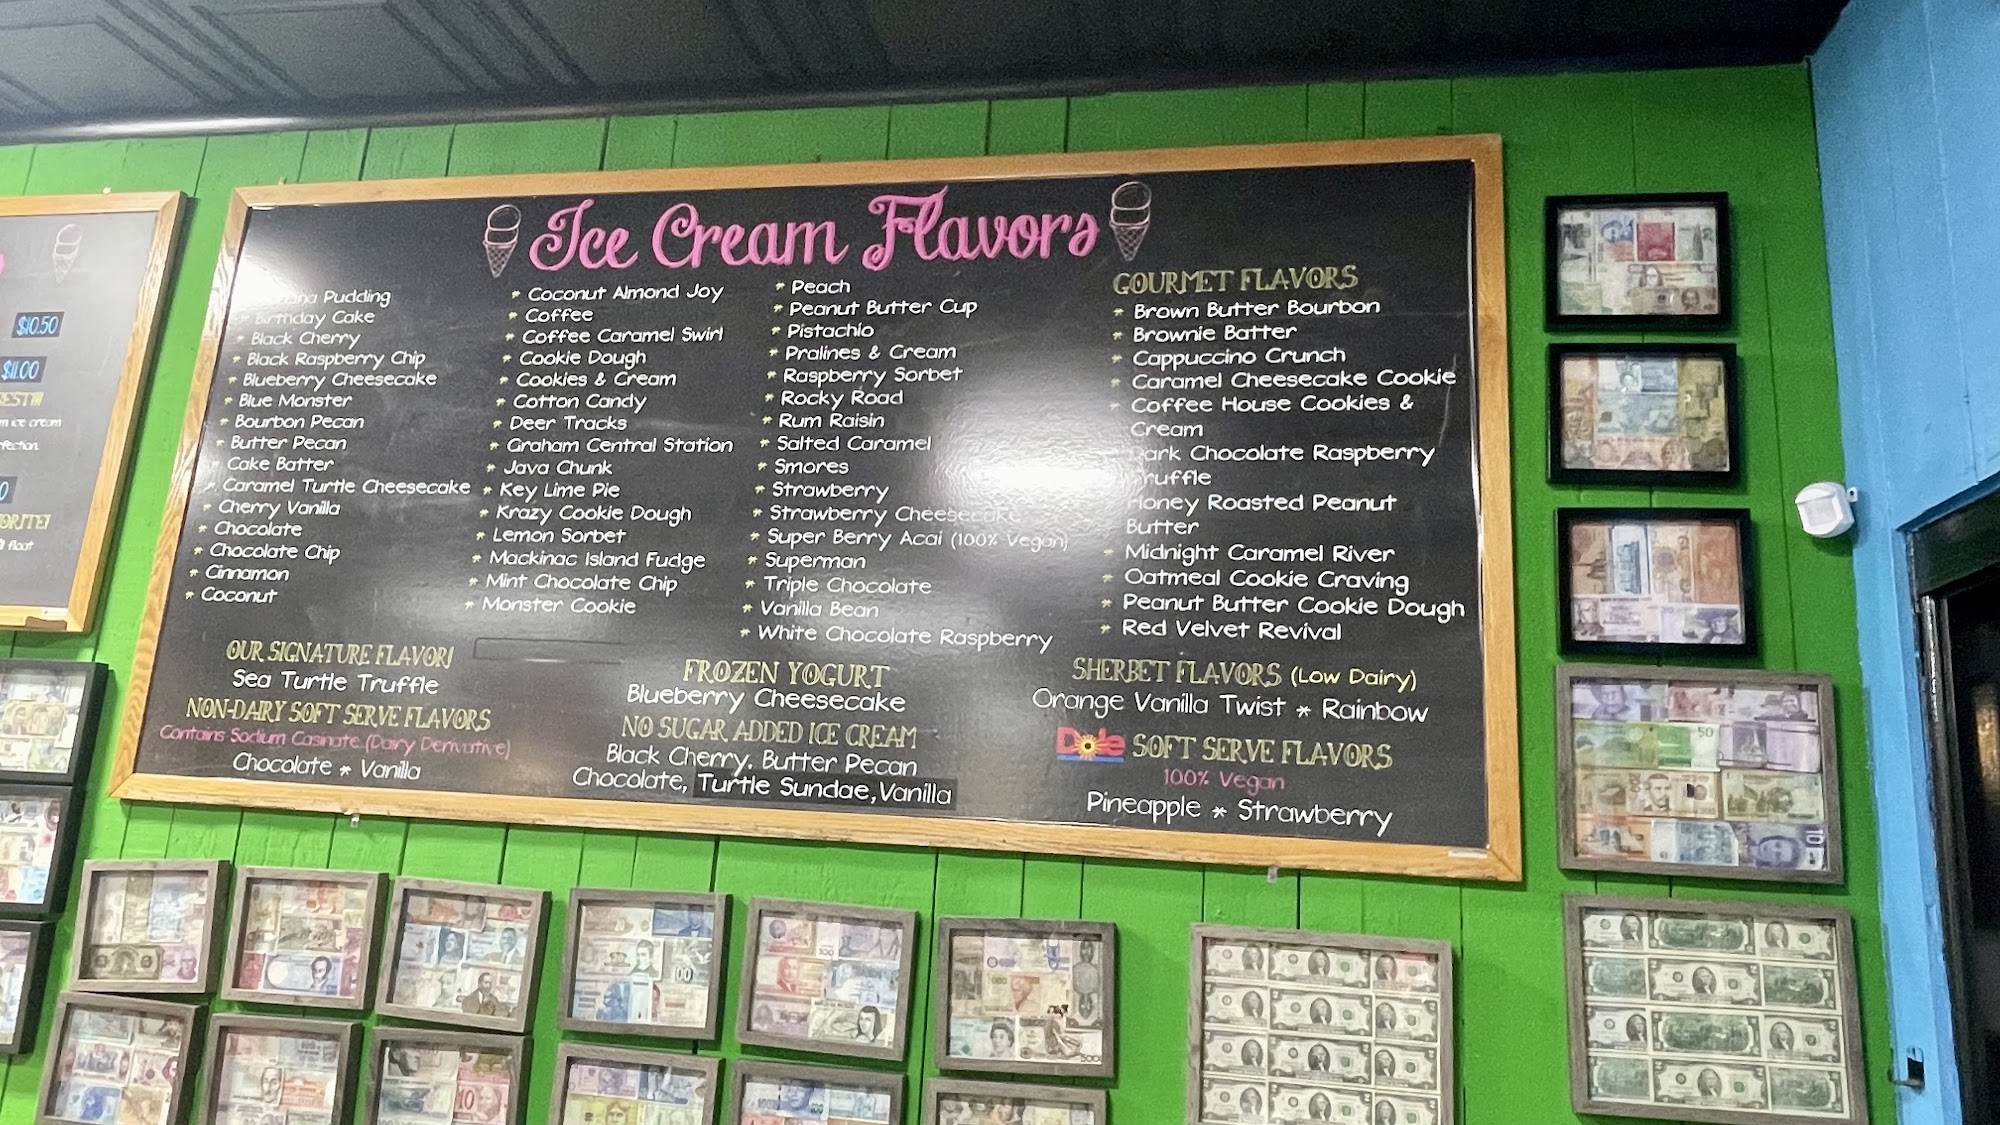 Ice Cream Flavors
Pudding
* Birthday Cake
* Black Cherry
* Black Raspberry Chip
* Blueberry Cheesecake
* Blue Monster
* Bourbon Pecan
* Butter Pecan
* Cake Batter
* Caramel Turtle Cheesecake
* Cherry Vanilla
* Chocolate
* Chocolate Chip
* Cinnamon
* Coconut
* Coconut Almond Joy
* Coffee
* Coffee Caramel Swirl
* Cookie Dough
* Cookies & Cream
* Cotton Candy
* Deer Tracks
* Graham Central Station
* Java Chunk
* Key Lime Pie
* Krazy Cookie Dough
* Lemon Sorbet
* Mackinac Island Fudge
* Mint Chocolate Chip
* Monster Cookie
* Peach
* Peanut Butter Cup
* Pistachio
* Pralines & Cream
* Raspberry Sorbet
* Rocky Road
* Rum Raisin
* Salted Caramel
* Smores
* Strawberry
* Strawberry Cheesecake
* Super Berry Acai (100% Vegan)
* Superman
* Triple Chocolate
* Vanilla Bean
* White Chocolate Raspberry
GOURMET FLAVORS
* Brown Butter Bourbon
* Brownie Batter
* Cappuccino Crunch
* Caramel Cheesecake Cookie
* Coffee House Cookies &
Cream
Dark Chocolate Raspberry
Truffle
Honey Roasted Peanut
Butter
* Midnight Caramel River
* Oatmeal Cookie Craving
* Peanut Butter Cookie Dough
* Red Velvet Revival
OUR SIGNATURE FLAVOR!
Sea Turtle Truffle
NON-DAIRY SOFT SERVE FLAVORS
Contains Sodium Casinate (Dairy Derivative)
Chocolate * Vanilla
FROZEN YOGURT
Blueberry Cheesecake
NO SUGAR ADDED ICE CREAM
Black Cherry, Butter Pecan
Chocolate, Turtle Sundae, Vanilla
SHERBET FLAVORS (Low Dairy)
Orange Vanilla Twist * Rainbow
Dole SOFT SERVE FLAVORS
100% Vegan
Pineapple * Strawberry
$10.50
$11.00
ice cream
float